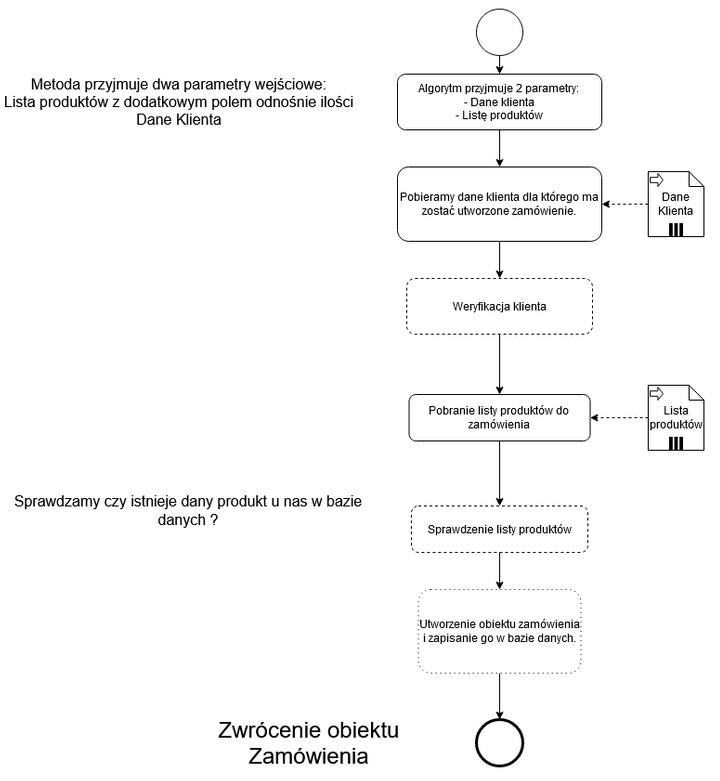 Metoda przyjmuje dwa parametry wejściowe:
Lista produktów z dodatkowym polem odnośnie ilości
Dane Klienta
Algorytm przyjmuje 2 parametry:
- Dane klienta
- Listę produktów
Pobieramy dane klienta dla którego ma
zostać utworzone zamówienie.
Dane
Klienta
Weryfikacja klienta
Pobranie listy produktów do
zamówienia
Lista
produktów
Sprawdzamy czy istnieje dany produkt u nas w bazie
danych ?
Sprawdzenie listy produktów
Utworzenie obiektu zamówienia
i zapisanie go w bazie danych.
Zwrócenie obiektu
Zamówienia